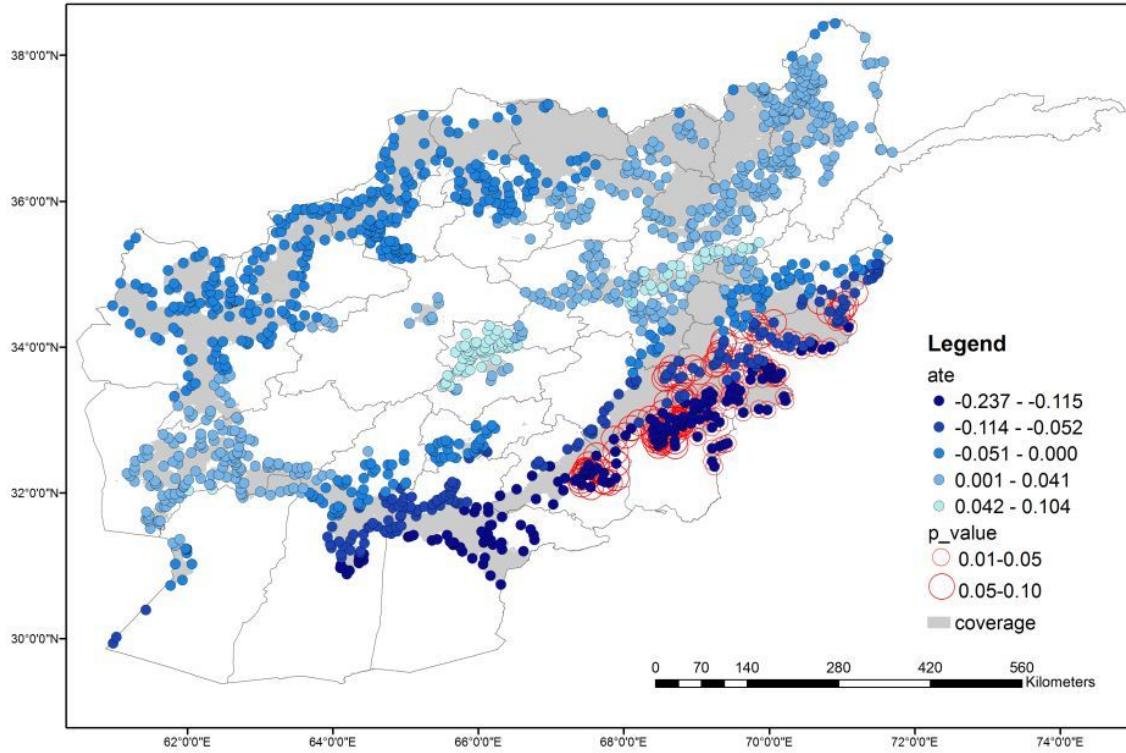 38°0'0"N
36°0'0"N
34°0'0"N
32°0'0"N
30°0'0"N
62°0'0"E 64°0'0"E 66°0'0"E 68°0'0"E 70°0'0"E 72°0'0"E 74°0'0"E
Legend
ate
-0.237 - -0.115
-0.114 - -0.052
-0.051 - 0.000
0.001 - 0.041
0.042 - 0.104
p_value
0.01-0.05
0.05-0.10
coverage
0 70 140 280 420 560
Kilometers